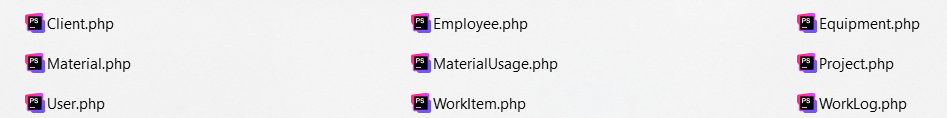 Client.php Employee.php Equipment.php
Material.php MaterialUsage.php Project.php
User.php WorkItem.php WorkLog.php